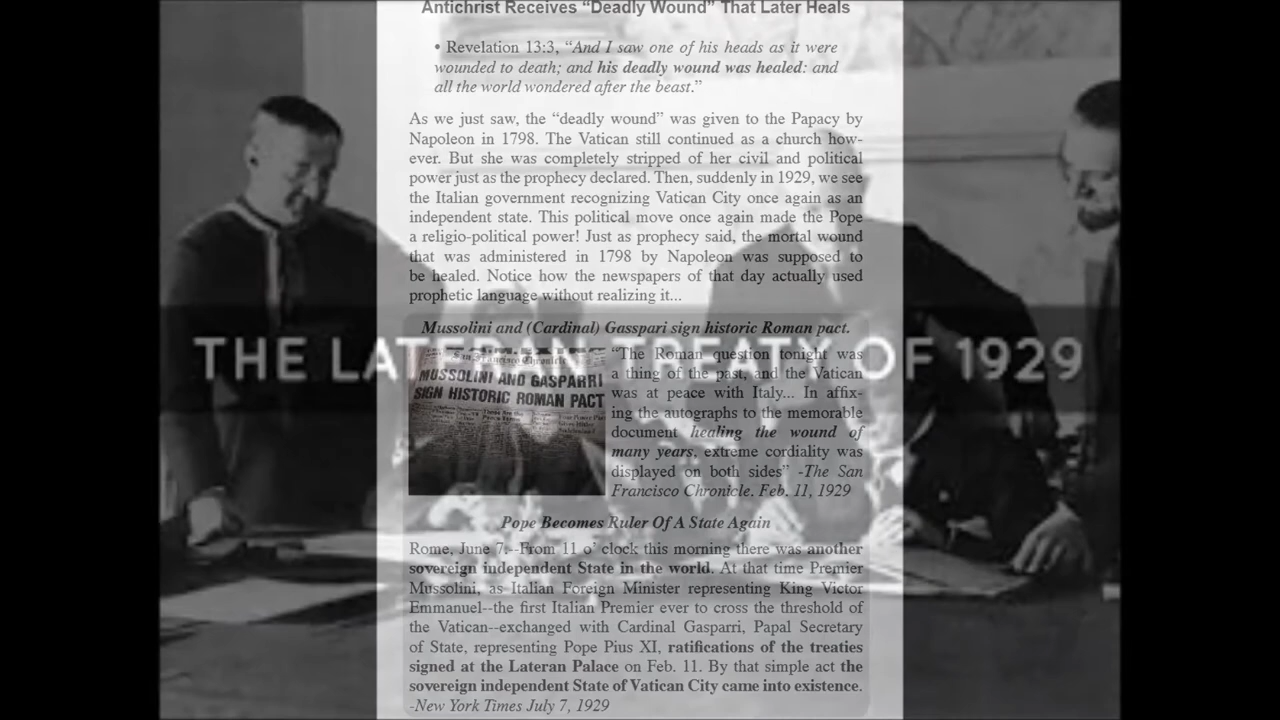 Antichrist Receives “Deadly Wound” That Later Heals
• Revelation 13:3, “And I saw one of his heads as it were
wounded to death; and his deadly wound was healed: and
all the world wondered after the beast.”
As we just saw, the “deadly wound” was given to the Papacy by
Napoleon in 1798. The Vatican still continued as a church how-
ever. But she was completely stripped of her civil and political
power just as the prophecy declared. Then, suddenly in 1929, we see
the Italian government recognizing Vatican City once again as an
independent state. This political move once again made the Pope
a religio-political power! Just as prophecy said, the mortal wound
that was administered in 1798 by Napoleon was supposed to
be healed. Notice how the newspapers of that day actually used
prophetic language without realizing it...
Mussolini and (Cardinal) Gasspari sign historic Roman pact.
THE LATERAN TREATY OF 1929
San Francisco Chronicle
MUSSOLINI AND GASPARRI
SIGN HISTORIC ROMAN PACT
“The Roman question tonight was
a thing of the past, and the Vatican
was at peace with Italy... In affix-
ing the autographs to the memorable
document healing the wound of
many years, extreme cordiality was
displayed on both sides” -The San
Francisco Chronicle. Feb. 11, 1929
Pope Becomes Ruler Of A State Again
Rome, June 7.--From 11 o’ clock this morning there was another
sovereign independent State in the world. At that time Premier
Mussolini, as Italian Foreign Minister representing King Victor
Emmanuel--the first Italian Premier ever to cross the threshold of
the Vatican--exchanged with Cardinal Gasparri, Papal Secretary
of State, representing Pope Pius XI, ratifications of the treaties
signed at the Lateran Palace on Feb. 11. By that simple act the
sovereign independent State of Vatican City came into existence.
-New York Times July 7, 1929